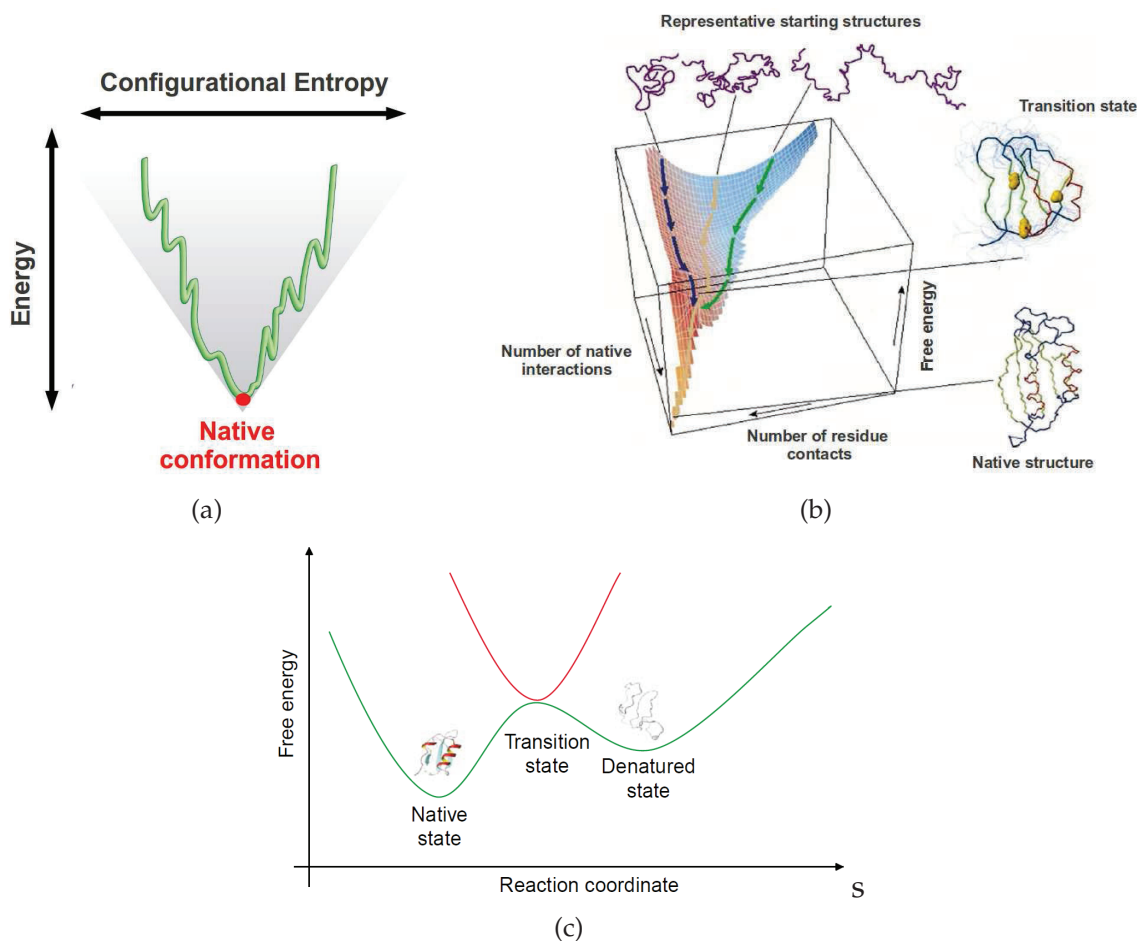 Configurational Entropy
Energy
Native
conformation
(a)
Representative starting structures
Transition state
Number of native
interactions
Free energy
Number of residue
contacts
Native structure
(b)
Free energy
Native
state
Transition
state
Denatured
state
Reaction coordinate
S
(c)